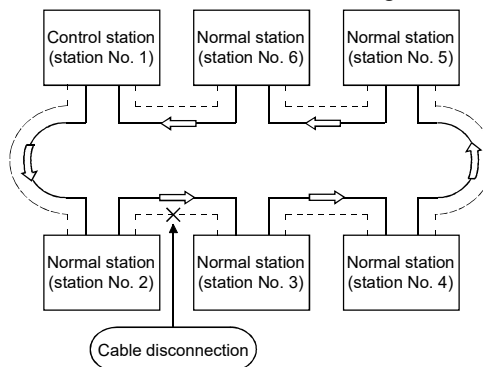 Control station
(station No. 1)
Normal station
(station No. 6)
Normal station
(station No. 5)
Normal station
(station No. 2)
Normal station
(station No. 3)
Normal station
(station No. 4)
Cable disconnection